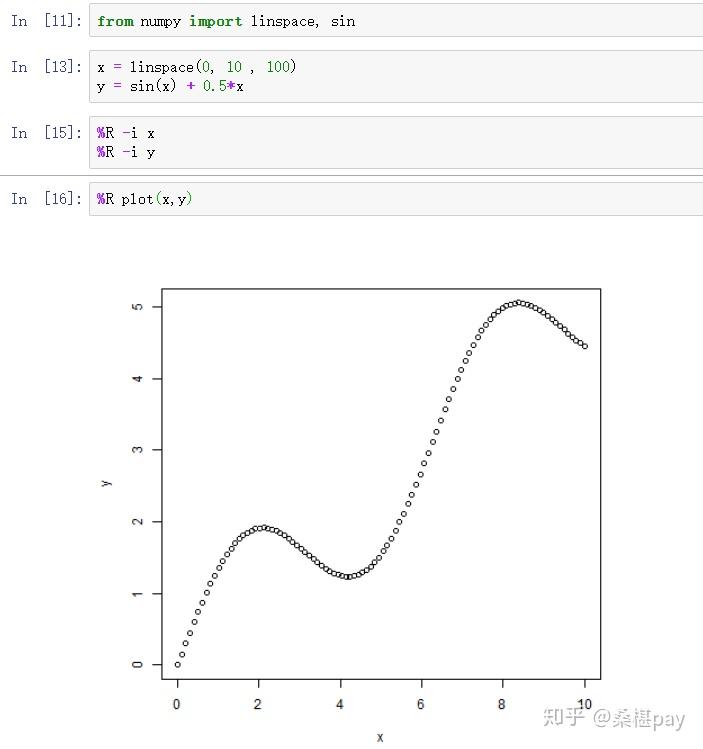 In [11]: from numpy import linspace, sin
In [13]: x = linspace(0, 10 , 100)
y = sin(x) + 0.5*x
In [15]: %R -i x
%R -i y
In [16]: %R plot(x,y)
5
4
3
2
1
0
y
0 2 4 6 8 10
x
知乎 @桑椹pay